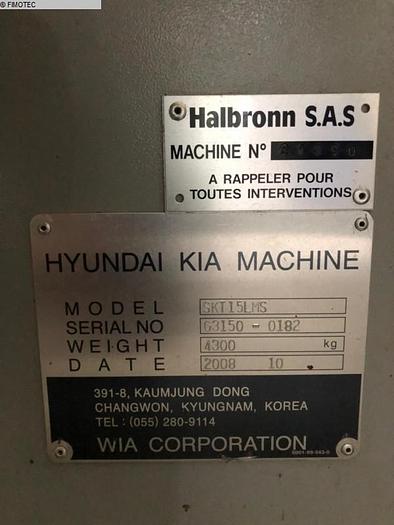 © FIMOTEC
Halbronn S.A.S
MACHINE N°
A RAPPELER POUR
TOUTES INTERVENTIONS
HYUNDAI KIA MACHINE
MODEL SKT15LMS
SERIAL NO G3150 - 0182
WEIGHT 4300 kg
DATE 2008 10
391-8, KAUMJUNG DONG
CHANGWON, KYUNGNAM, KOREA
TEL : (055) 280-9114
WIA CORPORATION